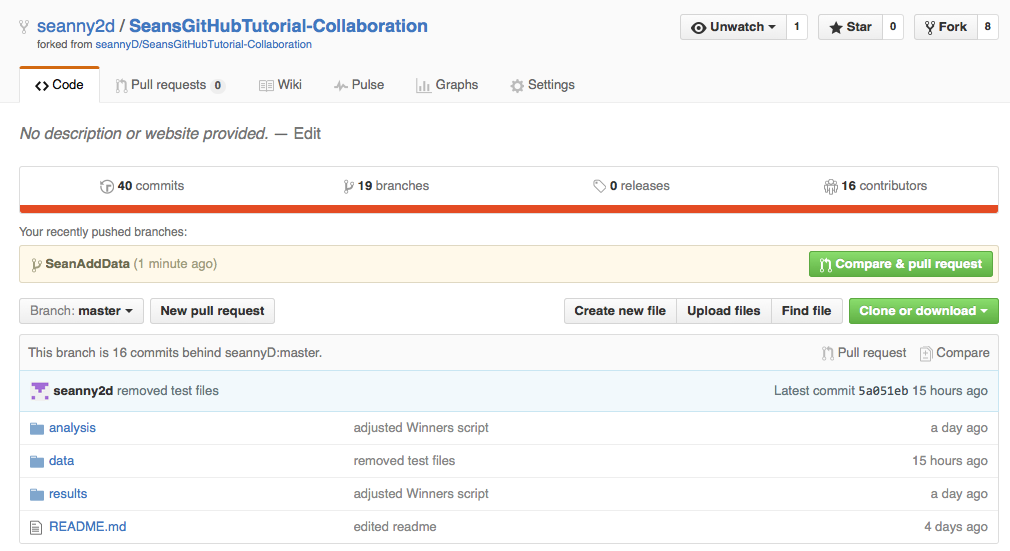 seanny2d / SeansGitHubTutorial-Collaboration Unwatch 1 Star 0 Fork 8
forked from seannyD/SeansGitHubTutorial-Collaboration
Code Pull requests 0 Wiki Pulse Graphs Settings
No description or website provided. — Edit
40 commits 19 branches 0 releases 16 contributors
Your recently pushed branches:
SeanAddData (1 minute ago) Compare & pull request
Branch: master New pull request Create new file Upload files Find file Clone or download
This branch is 16 commits behind seannyD:master. Pull request Compare
seanny2d removed test files Latest commit 5a051eb 15 hours ago
analysis adjusted Winners script a day ago
data removed test files 15 hours ago
results adjusted Winners script a day ago
README.md edited readme 4 days ago